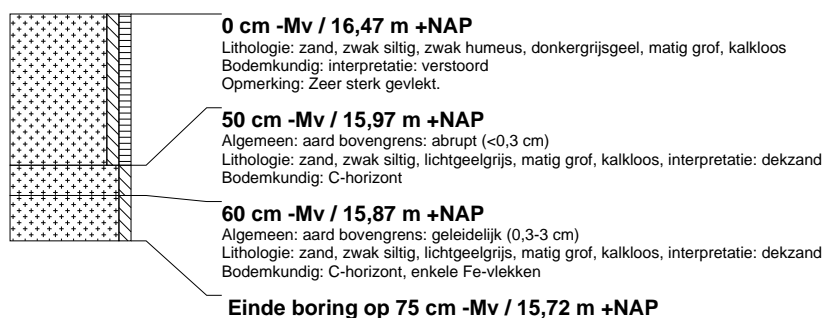 0 cm -Mv / 16,47 m +NAP
Lithologie: zand, zwak siltig, zwak humeus, donkergrijsgeel, matig grof, kalkloos
Bodemkundig: interpretatie: verstoord
Opmerking: Zeer sterk gevlekt.
50 cm -Mv / 15,97 m +NAP
Algemeen: aard bovengrens: abrupt (<0,3 cm)
Lithologie: zand, zwak siltig, lichtgeelgrijs, matig grof, kalkloos, interpretatie: dekzand
Bodemkundig: C-horizont
60 cm -Mv / 15,87 m +NAP
Algemeen: aard bovengrens: geleidelijk (0,3-3 cm)
Lithologie: zand, zwak siltig, lichtgeelgrijs, matig grof, kalkloos, interpretatie: dekzand
Bodemkundig: C-horizont, enkele Fe-vlekken
Einde boring op 75 cm -Mv / 15,72 m +NAP